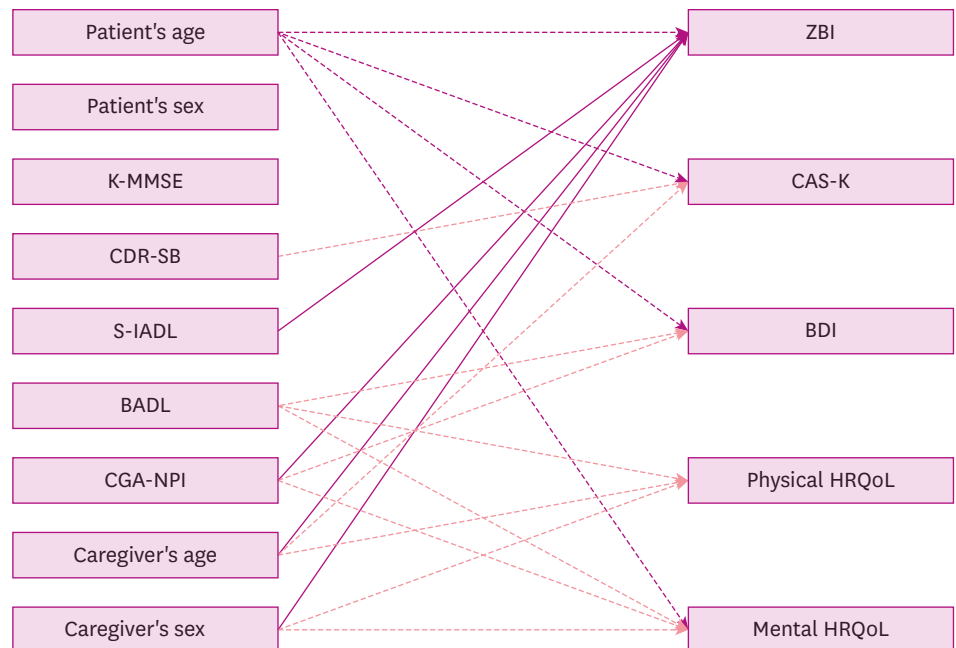 Patient's age
Patient's sex
K-MMSE
CDR-SB
S-IADL
BADL
CGA-NPI
Caregiver's age
Caregiver's sex
ZBI
CAS-K
BDI
Physical HRQoL
Mental HRQoL